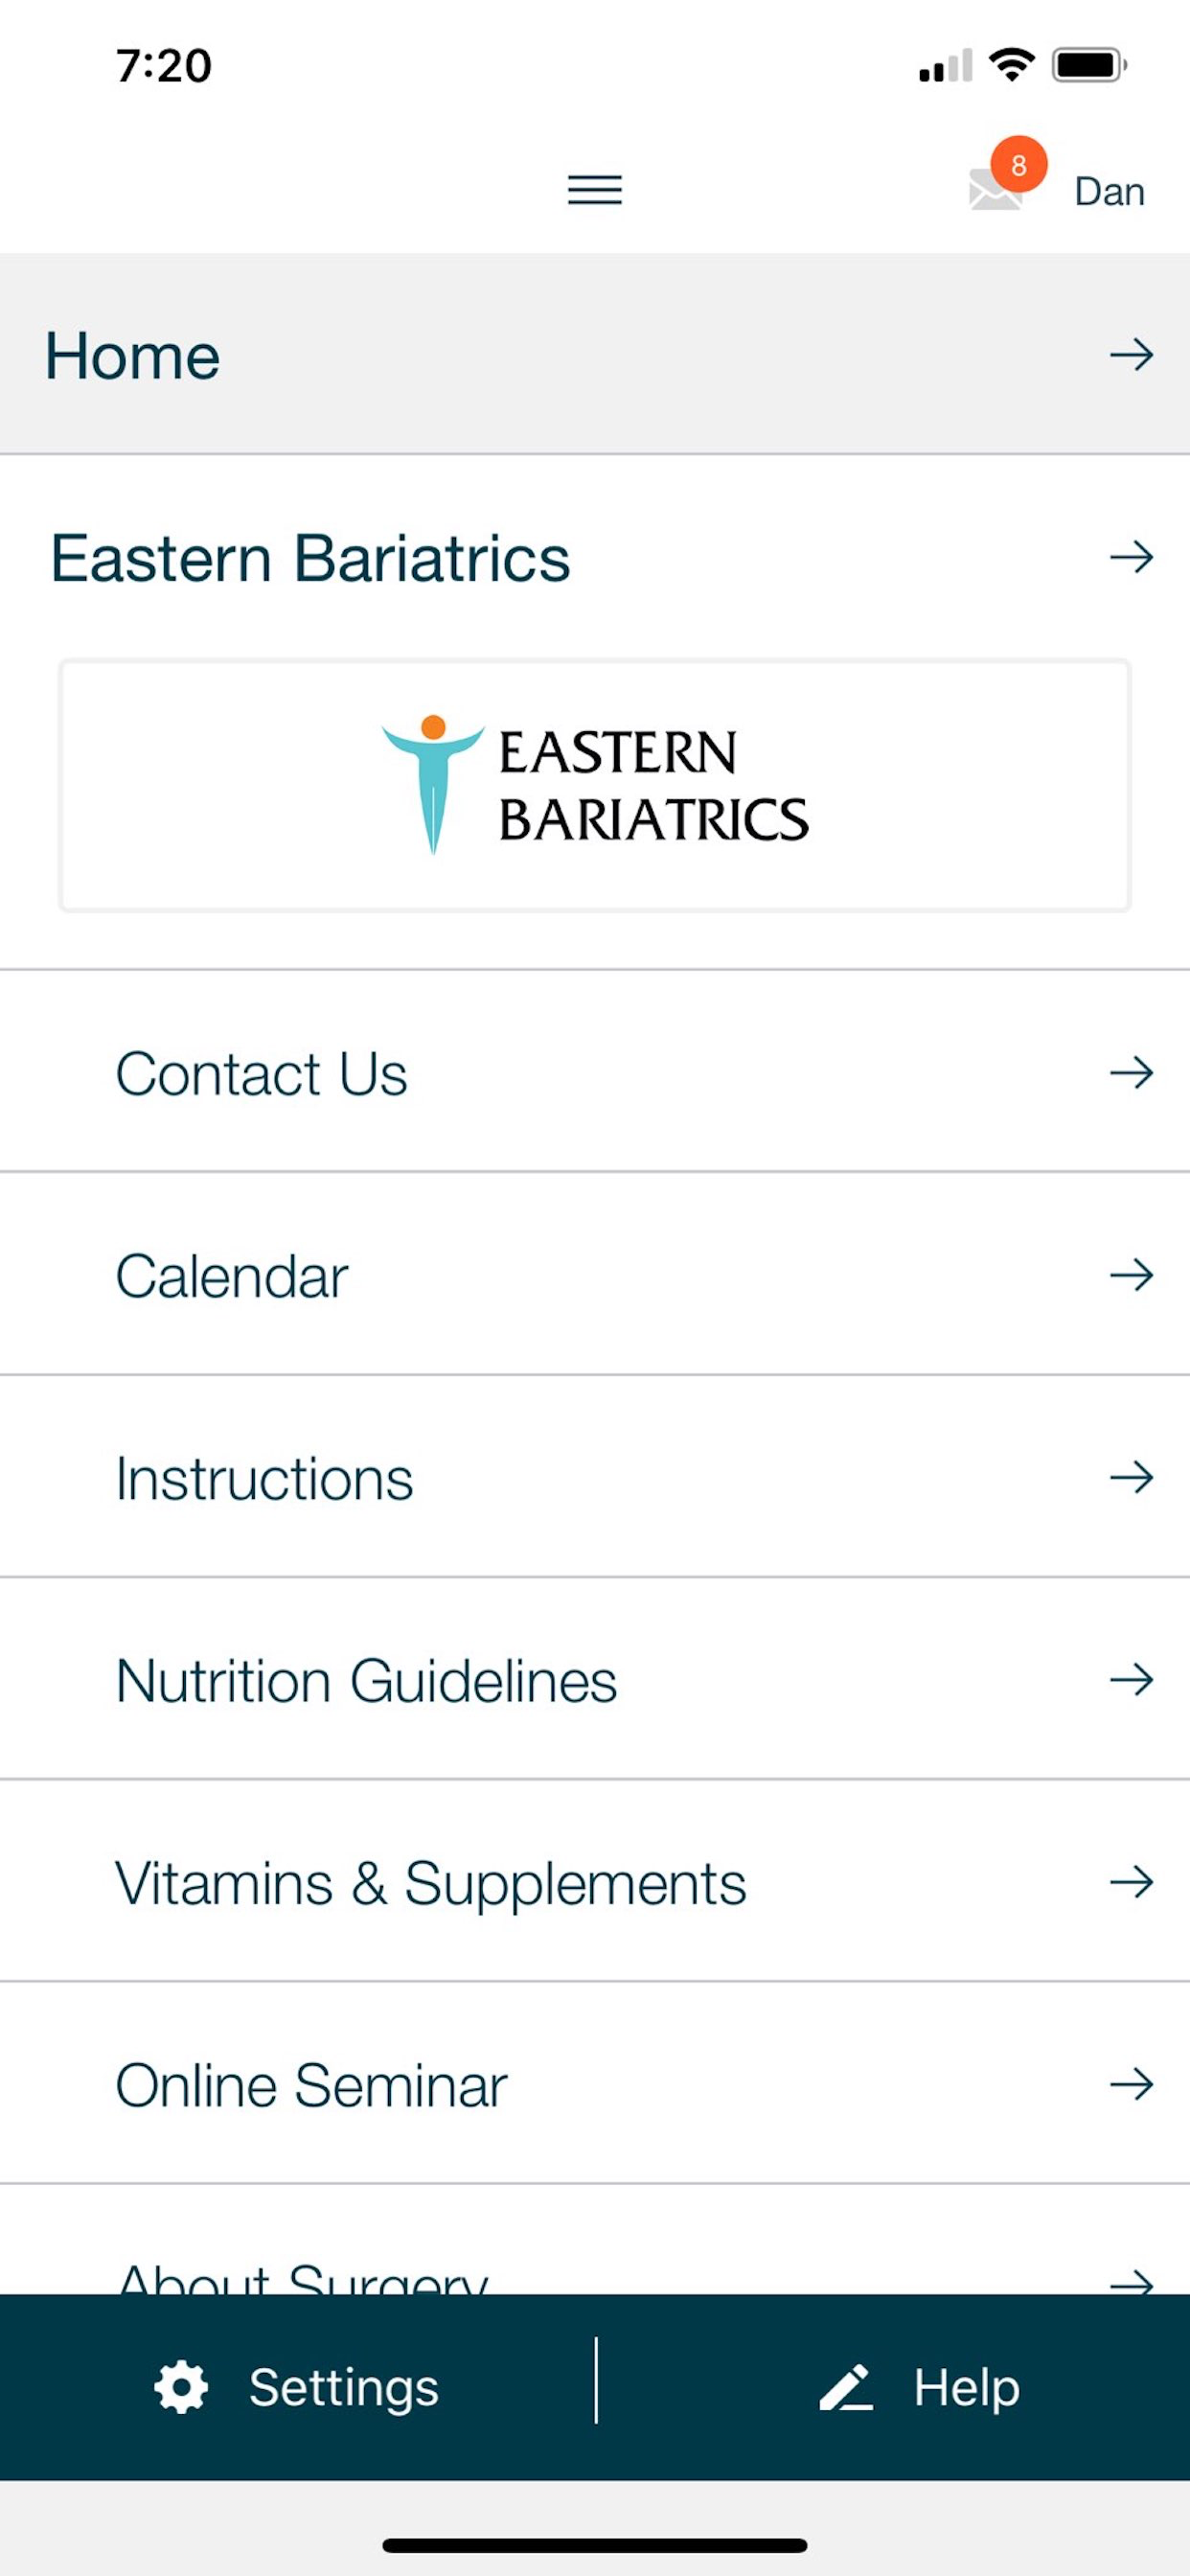 7:20
8
Dan
Home
Eastern Bariatrics
EASTERN
BARIATRICS
Contact Us
Calendar
Instructions
Nutrition Guidelines
Vitamins & Supplements
Online Seminar
About Surgery
Settings
Help